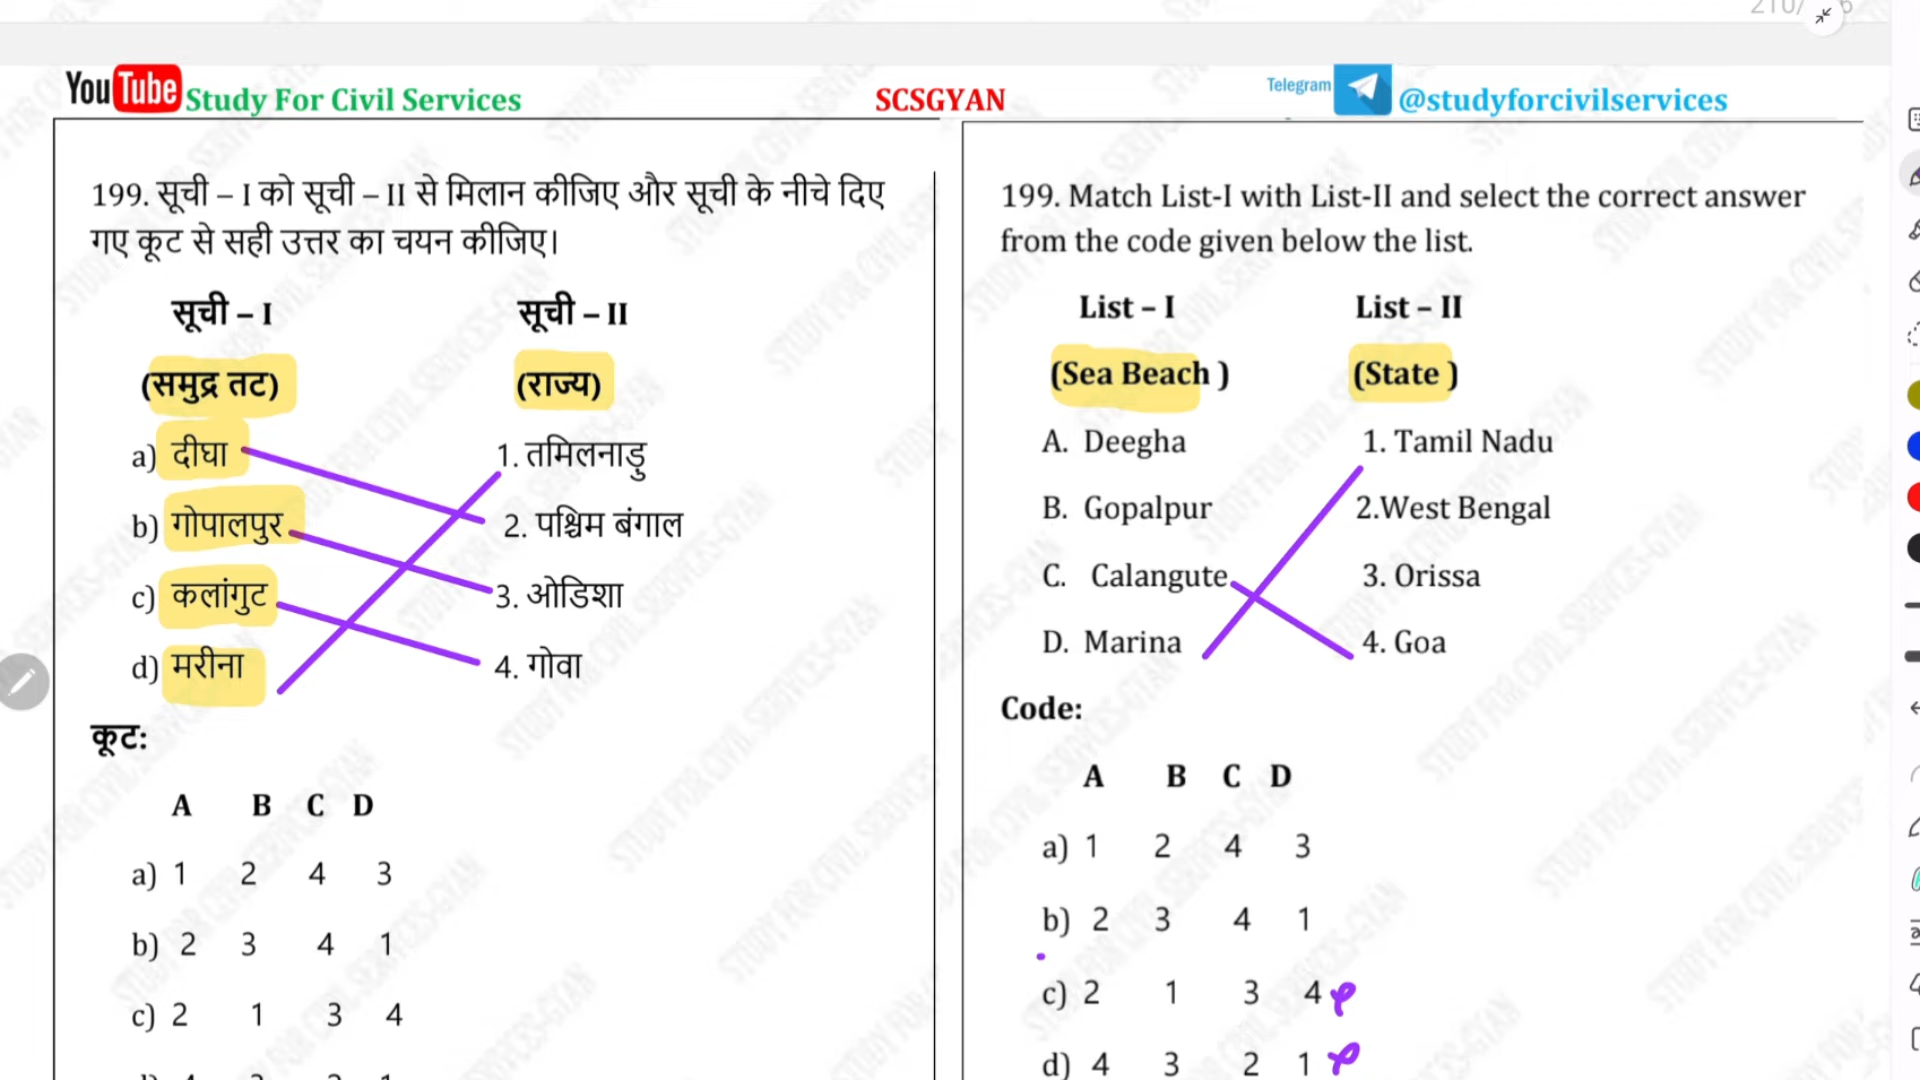 YouTube Study For Civil Services
SCSGYAN
Telegram @studyforcivilservices
199. सूची – I को सूची – II से मिलान कीजिए और सूची के नीचे दिए
गए कूट से सही उत्तर का चयन कीजिए।
सूची – I सूची – II
(समुद्र तट) (राज्य)
a) दीघा 1. तमिलनाडु
b) गोपालपुर 2. पश्चिम बंगाल
c) कलांगुट 3. ओडिशा
d) मरीना 4. गोवा
कूट:
A B C D
a) 1 2 4 3
b) 2 3 4 1
c) 2 1 3 4
199. Match List-I with List-II and select the correct answer
from the code given below the list.
List – I List – II
(Sea Beach ) (State )
A. Deegha 1. Tamil Nadu
B. Gopalpur 2.West Bengal
C. Calangute 3. Orissa
D. Marina 4. Goa
Code:
A B C D
a) 1 2 4 3
b) 2 3 4 1
c) 2 1 3 4
d) 4 3 2 1